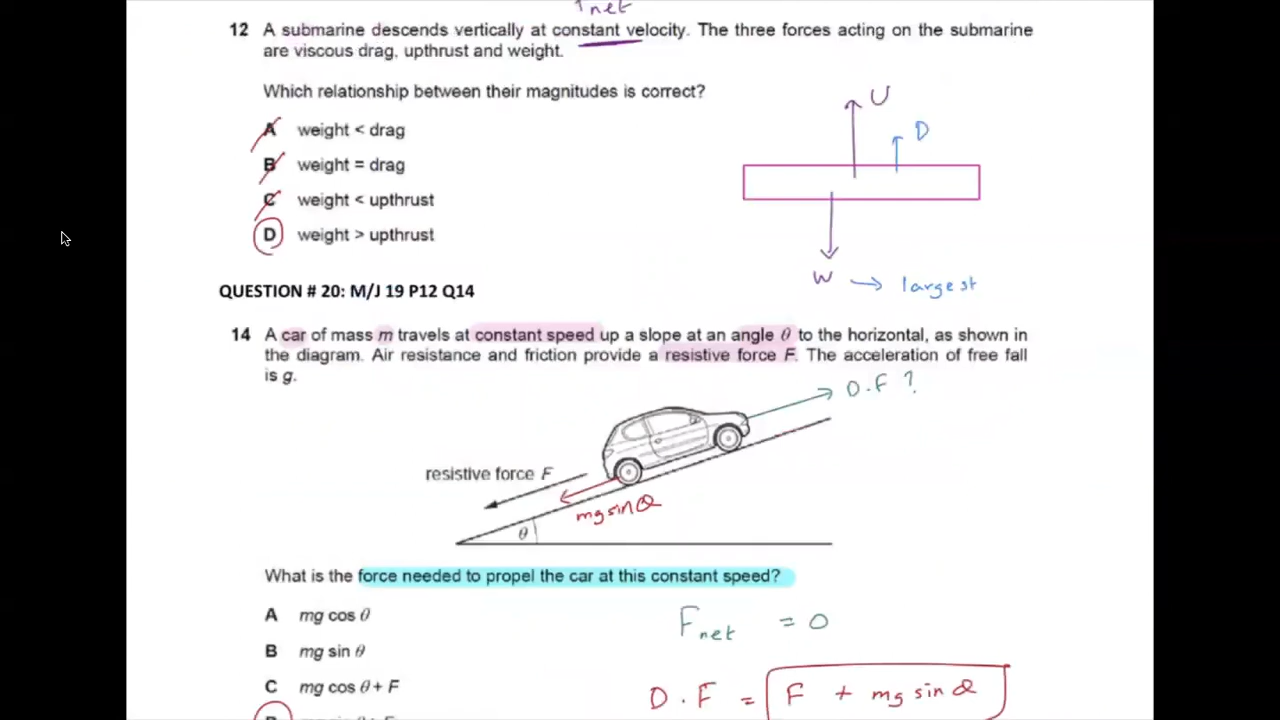 Fnet
12 A submarine descends vertically at constant velocity. The three forces acting on the submarine
are viscous drag, upthrust and weight.
Which relationship between their magnitudes is correct?
A weight < drag
B weight = drag
C weight < upthrust
D weight > upthrust
U
D
W → largest
QUESTION # 20: M/J 19 P12 Q14
14 A car of mass m travels at constant speed up a slope at an angle θ to the horizontal, as shown in
the diagram. Air resistance and friction provide a resistive force F. The acceleration of free fall
is g.
D.F ?
resistive force F
mg sin θ
θ
What is the force needed to propel the car at this constant speed?
A mg cos θ
B mg sin θ
C mg cos θ + F
Fnet = 0
D.F = F + mg sin θ